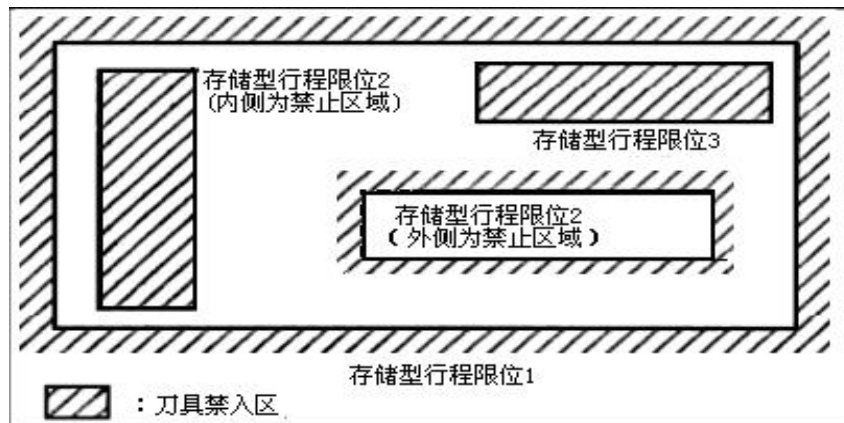 存储型行程限位2
(内侧为禁止区域)
存储型行程限位3
存储型行程限位2
(外侧为禁止区域)
存储型行程限位1
：刀具禁入区